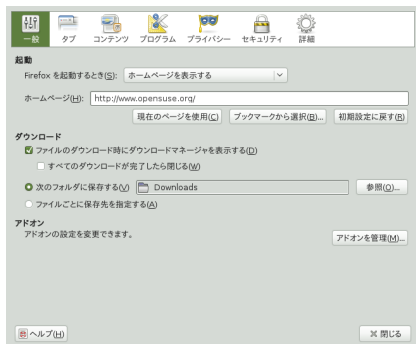 一般 タブ コンテンツ プログラム プライバシー セキュリティ 詳細
起動
Firefox を起動するとき(S): ホームページを表示する
ホームページ(H): http://www.opensuse.org/
現在のページを使用(C) ブックマークから選択(B)... 初期設定に戻す(R)
ダウンロード
ファイルのダウンロード時にダウンロードマネージャを表示する(D)
すべてのダウンロードが完了したら閉じる(W)
次のフォルダに保存する(V) Downloads 参照(O)...
ファイルごとに保存先を指定する(A)
アドオン
アドオンの設定を変更できます。 アドオンを管理(M)...
ヘルプ(H) 閉じる